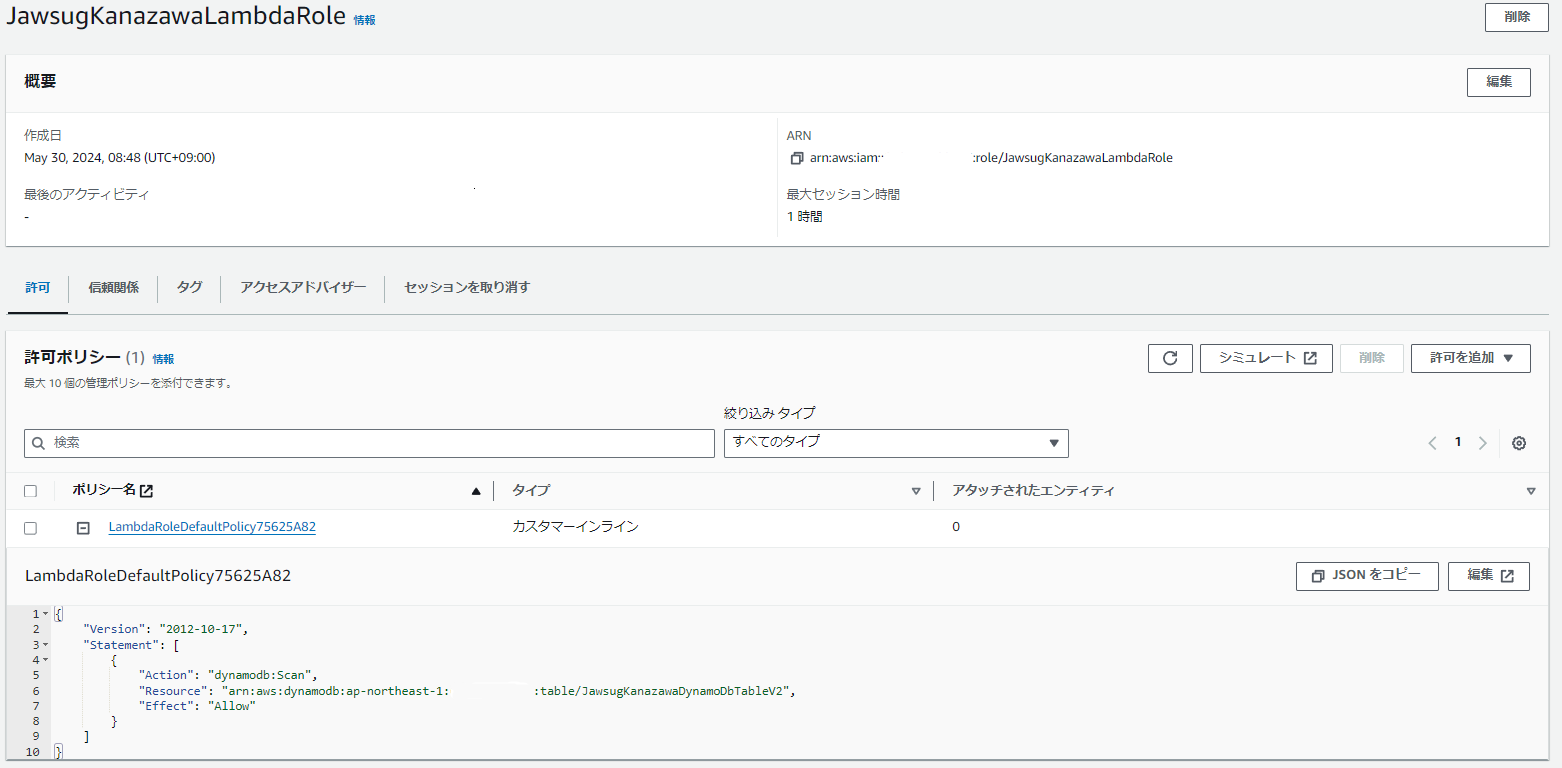 JawsugKanazawaLambdaRole 情報
削除
概要
編集
作成日
May 30, 2024, 08:48 (UTC+09:00)
ARN
arn:aws:iam:: :role/JawsugKanazawaLambdaRole
最後のアクティビティ
-
最大セッション時間
1 時間
許可 信頼関係 タグ アクセスアドバイザー セッションを取り消す
許可ポリシー (1) 情報
シミュレート 削除 許可を追加
最大 10 個の管理ポリシーを添付できます。
絞り込み タイプ
検索 すべてのタイプ 1
ポリシー名 タイプ アタッチされたエンティティ
LambdaRoleDefaultPolicy75625A82 カスタマーインライン 0
LambdaRoleDefaultPolicy75625A82 JSON をコピー 編集
1 {
2 "Version": "2012-10-17",
3 "Statement": [
4 {
5 "Action": "dynamodb:Scan",
6 "Resource": "arn:aws:dynamodb:ap-northeast-1: :table/JawsugKanazawaDynamoDbTableV2",
7 "Effect": "Allow"
8 }
9 ]
10 }